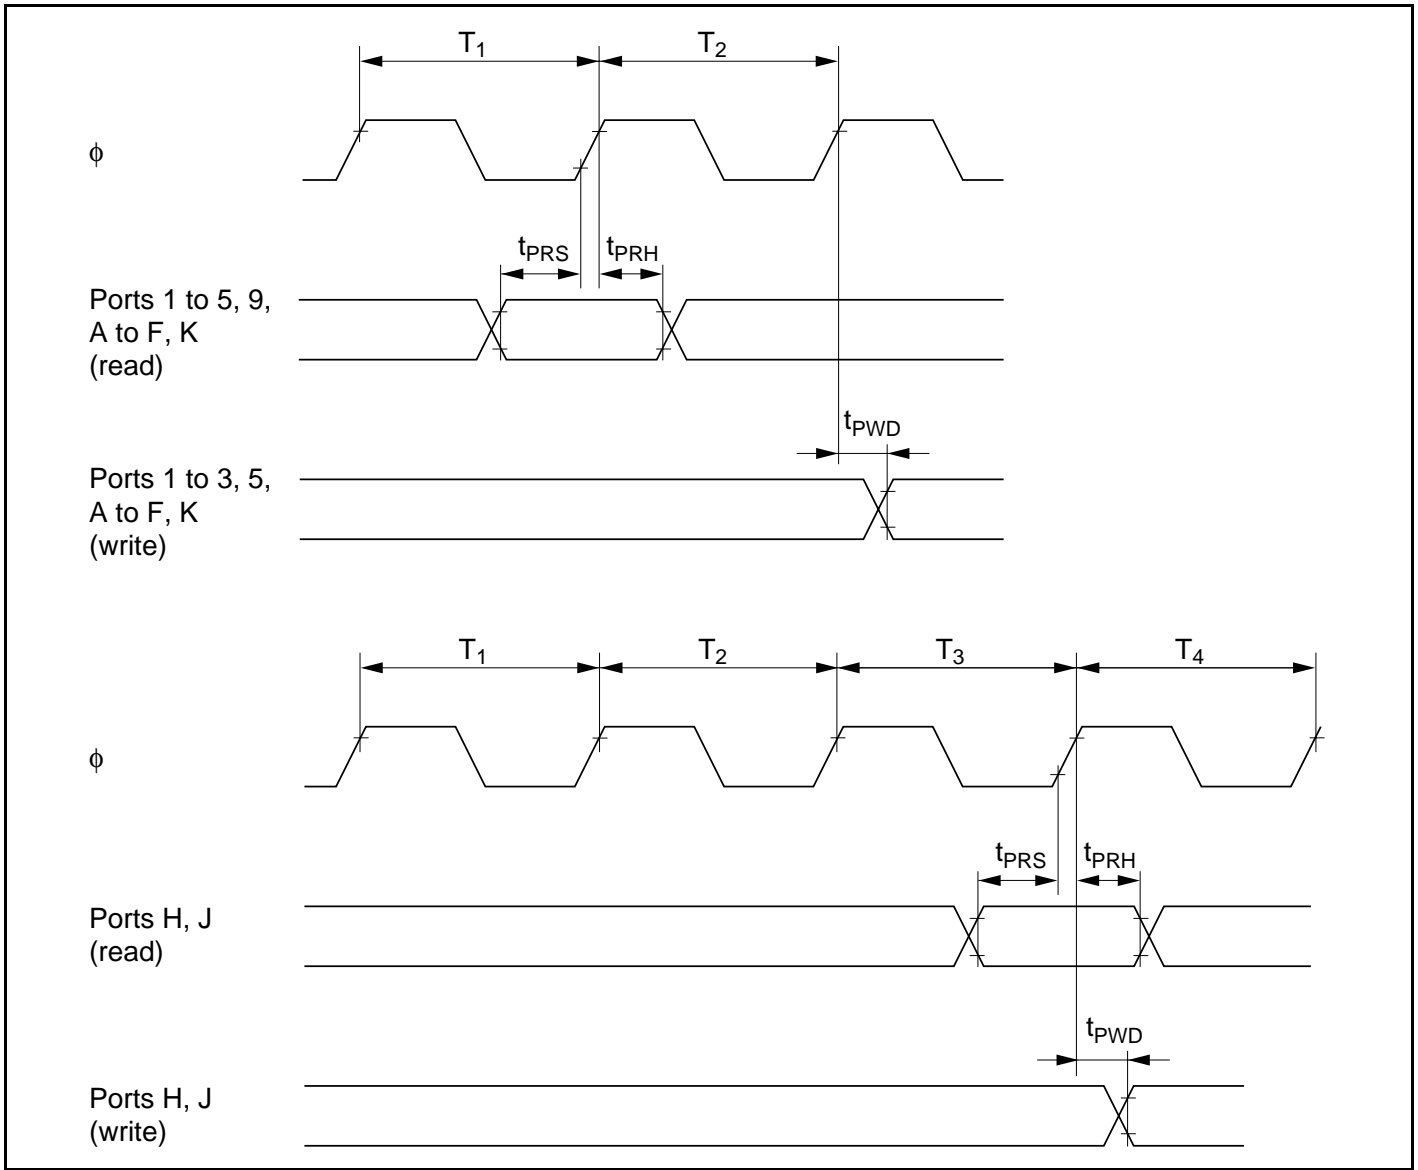 T1 T2
ϕ
tPRS tPRH
Ports 1 to 5, 9,
A to F, K
(read)
tPWD
Ports 1 to 3, 5,
A to F, K
(write)
T1 T2 T3 T4
ϕ
tPRS tPRH
Ports H, J
(read)
tPWD
Ports H, J
(write)